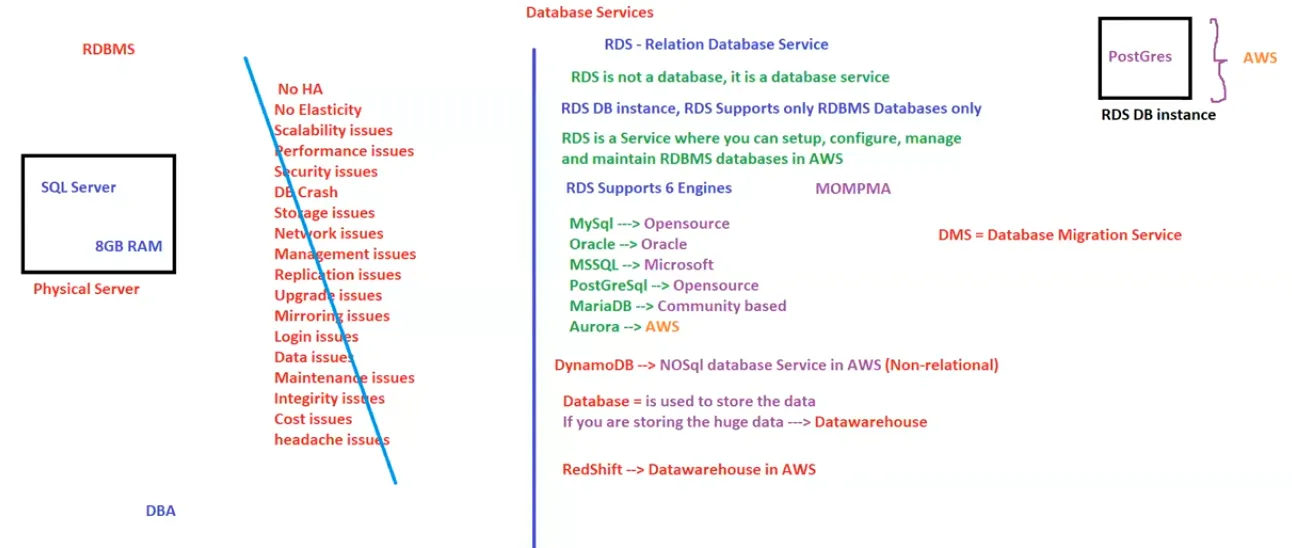 Database Services
RDBMS
No HA
No Elasticity
Scalability issues
Performance issues
Security issues
DB Crash
Storage issues
Network issues
Management issues
Replication issues
Upgrade issues
Mirroring issues
Login issues
Data issues
Maintenance issues
Integirity issues
Cost issues
headache issues
SQL Server
8GB RAM
Physical Server
DBA
RDS - Relation Database Service
RDS is not a database, it is a database service
RDS DB instance, RDS Supports only RDBMS Databases only
RDS is a Service where you can setup, configure, manage
and maintain RDBMS databases in AWS
RDS Supports 6 Engines
MOMPMA
MySql ---> Opensource
Oracle --> Oracle
MSSQL --> Microsoft
PostGreSql --> Opensource
MariaDB --> Community based
Aurora --> AWS
DynamoDB --> NOSql database Service in AWS (Non-relational)
Database = is used to store the data
If you are storing the huge data ---> Datawarehouse
RedShift --> Datawarehouse in AWS
DMS = Database Migration Service
PostGres
AWS
RDS DB instance